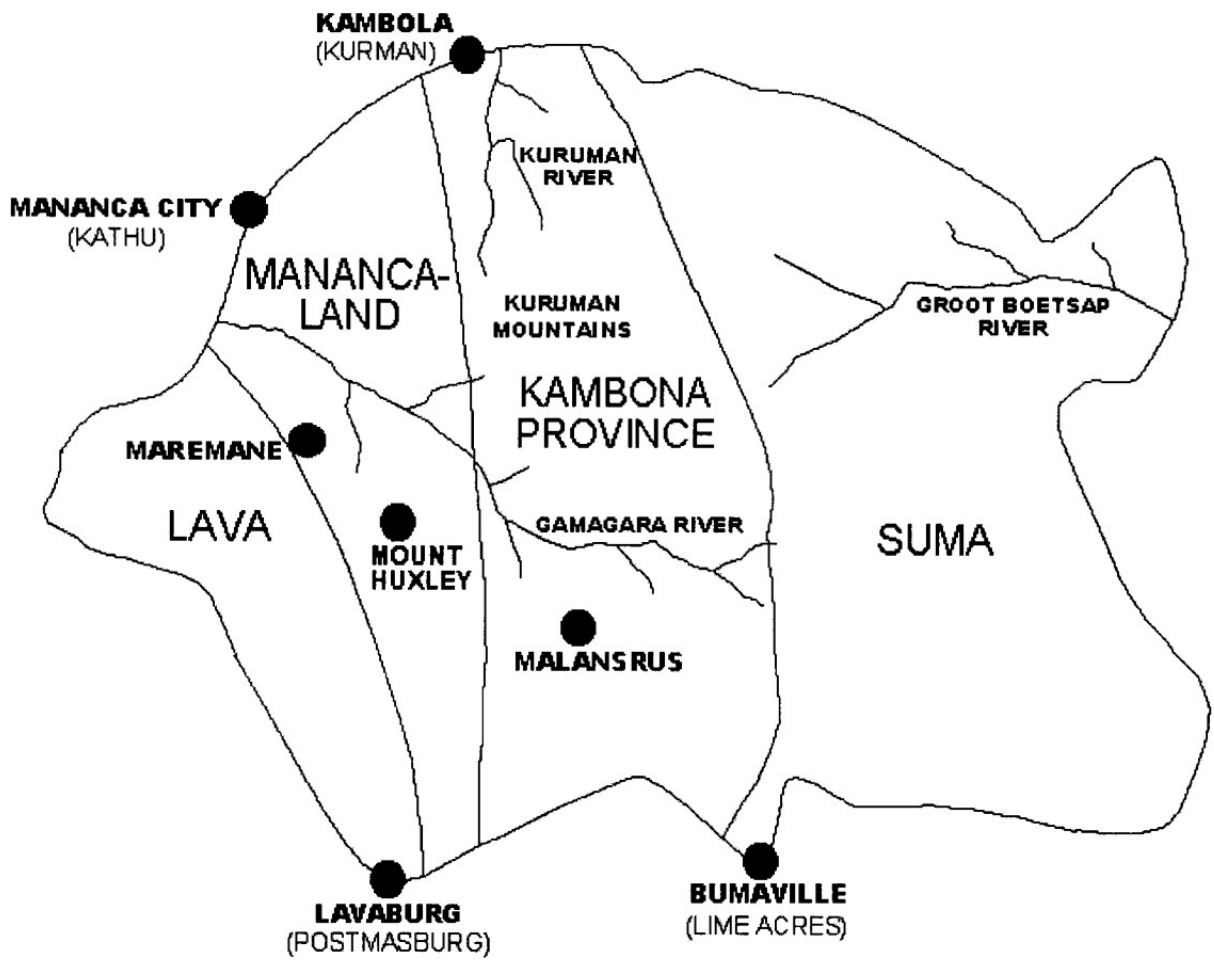 KAMBOLA
(KURMAN)
KURUMAN
RIVER
MANANCA CITY
(KATHU)
MANANCA-
LAND
KURUMAN
MOUNTAINS
GROOT BOETSAP
RIVER
KAMBONA
PROVINCE
MAREMANE
LAVA
GAMAGARA RIVER
SUMA
MOUNT
HUXLEY
MALANSRUS
LAVABURG
(POSTMASBURG)
BUMAVILLE
(LIME ACRES)